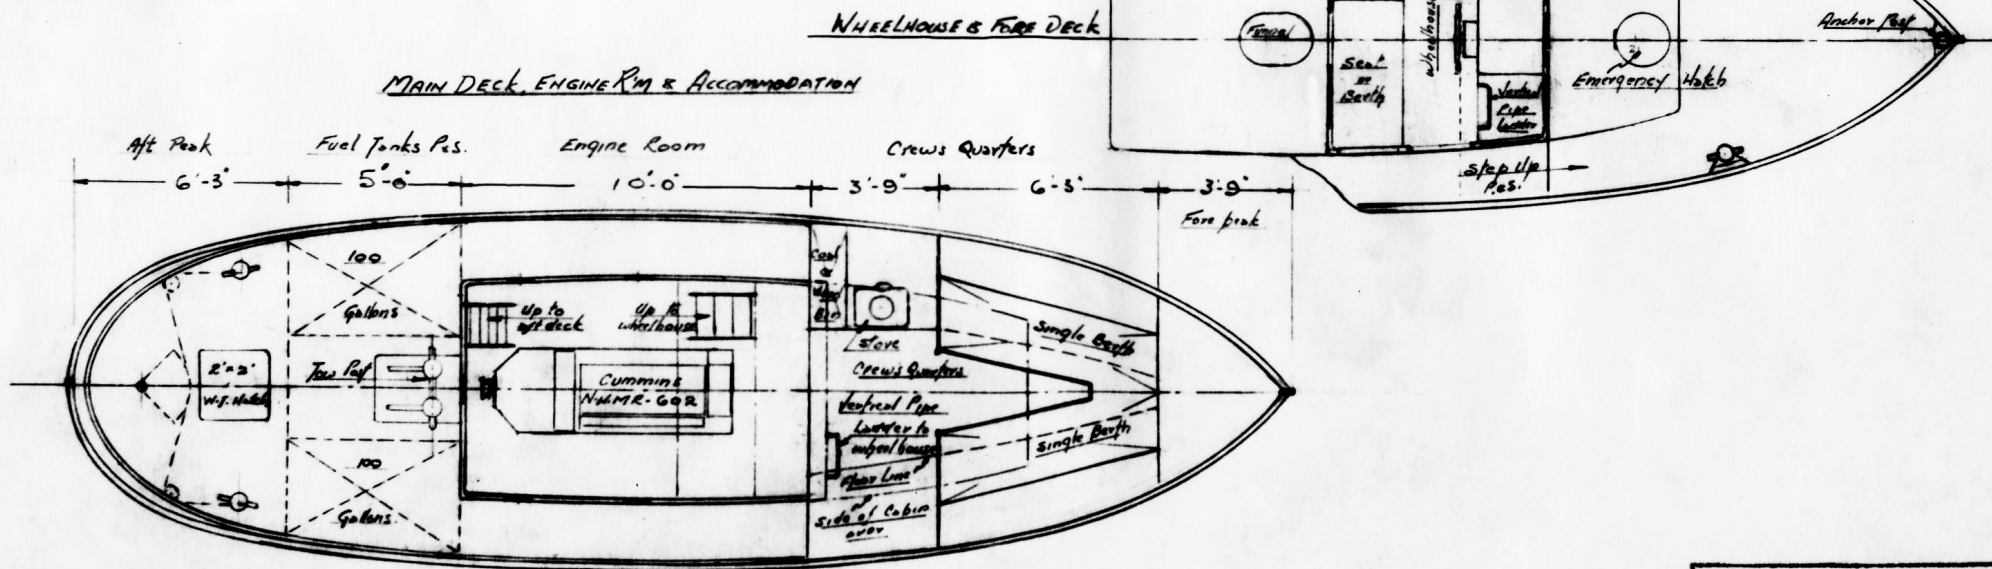 WHEELHOUSE & FORE DECK
Funnel
Seat
or
Berth
Wheelhouse
Vertical
Pipe
Ladder
Emergency Hatch
Anchor Post
Step Up
P.&S.
MAIN DECK, ENGINE R'M & ACCOMMODATION
Aft Peak
Fuel Tanks P&S.
Engine Room
Crews Quarters
6'-3"
5'-0"
10'-0"
3'-9"
6'-3"
3'-9"
Fore peak
100
Gallons
Up to
aft deck
Up to
wheelhouse
Coal
&
Bin
Stove
Single Berth
2'x2'
W.T. Hatch
Tow Post
Cummins
N.H.M.R-602
Crews Quarters
Vertical Pipe
Ladder to
wheelhouse
Floor Line
Single Berth
100
Gallons
Side of Cabin
over